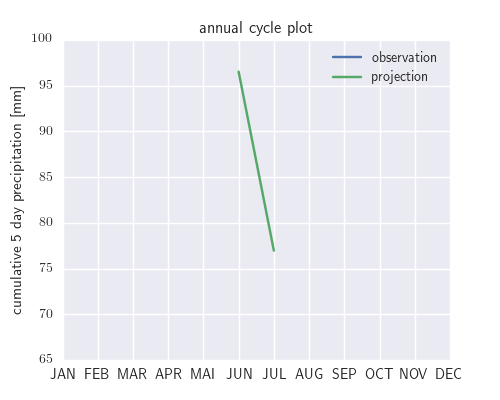 annual cycle plot
observation
projection
cumulative 5 day precipitation [mm]
100
95
90
85
80
75
70
65
JAN FEB MAR APR MAI JUN JUL AUG SEP OCT NOV DEC